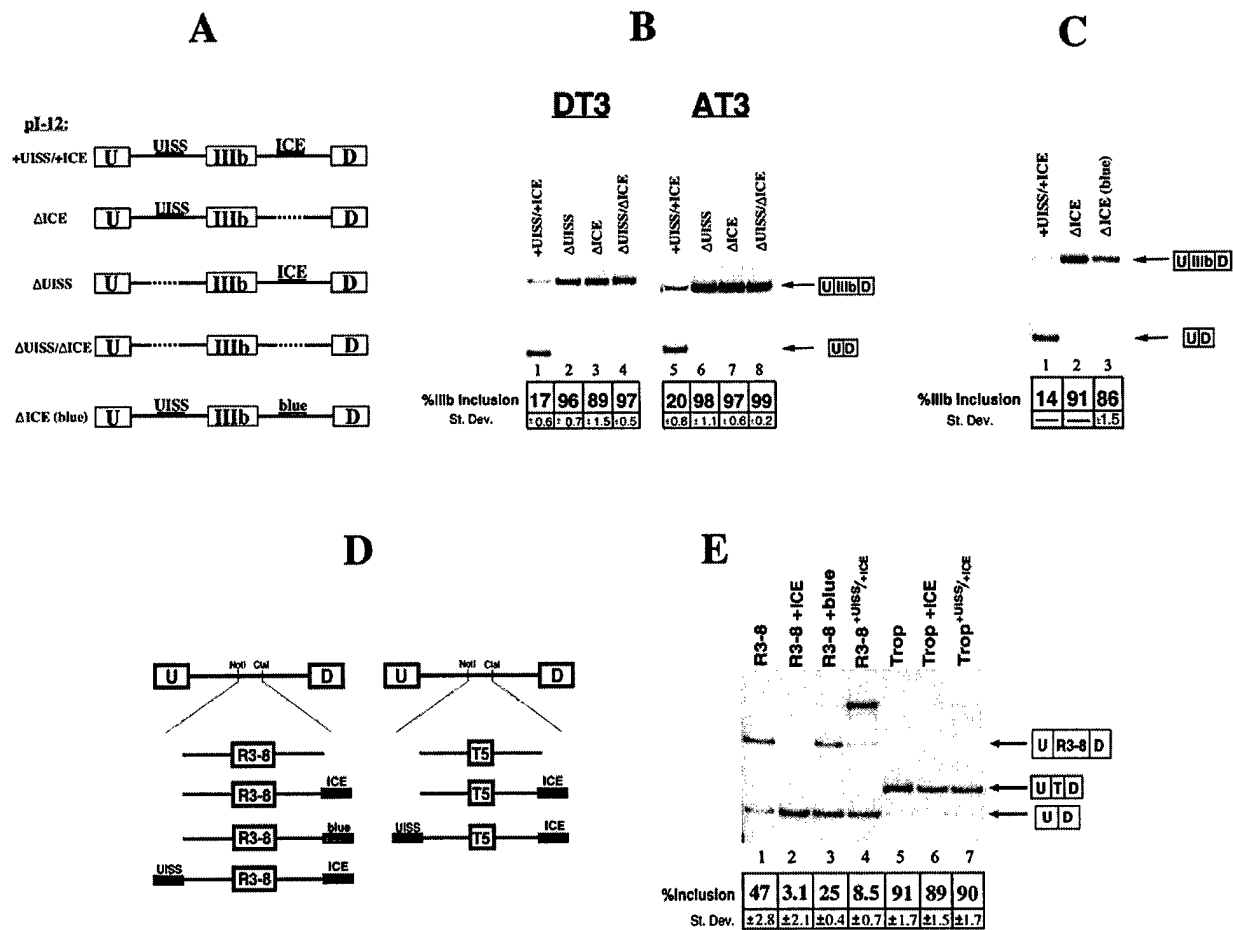 A
pI-12:
+UISS/+ICE U UISS IIIb ICE D
ΔICE U UISS IIIb D
ΔUISS U IIIb ICE D
ΔUISS/ΔICE U IIIb D
ΔICE (blue) U UISS IIIb blue D
B
DT3 AT3
+UISS/+ICE ΔUISS ΔICE ΔUISS/ΔICE +UISS/+ICE ΔUISS ΔICE ΔUISS/ΔICE
U IIIb D
U D
1 2 3 4 5 6 7 8
%IIIb Inclusion 17 96 89 97 20 98 97 99
St. Dev. ±0.6 ±0.7 ±1.5 ±0.5 ±0.6 ±1.1 ±0.6 ±0.2
C
+UISS/+ICE ΔICE ΔICE (blue)
U IIIb D
U D
1 2 3
%IIIb Inclusion 14 91 86
St. Dev. — — ±1.5
D
U NotI ClaI D
R3-8
R3-8 ICE
R3-8 blue
UISS R3-8 ICE
U NotI ClaI D
T5
T5 ICE
UISS T5 ICE
E
R3-8 R3-8 +ICE R3-8 +blue R3-8 +UISS/+ICE Trop Trop +ICE Trop +UISS/+ICE
U R3-8 D
U T D
U D
1 2 3 4 5 6 7
%Inclusion 47 3.1 25 8.5 91 89 90
St. Dev. ±2.8 ±2.1 ±0.4 ±0.7 ±1.7 ±1.5 ±1.7